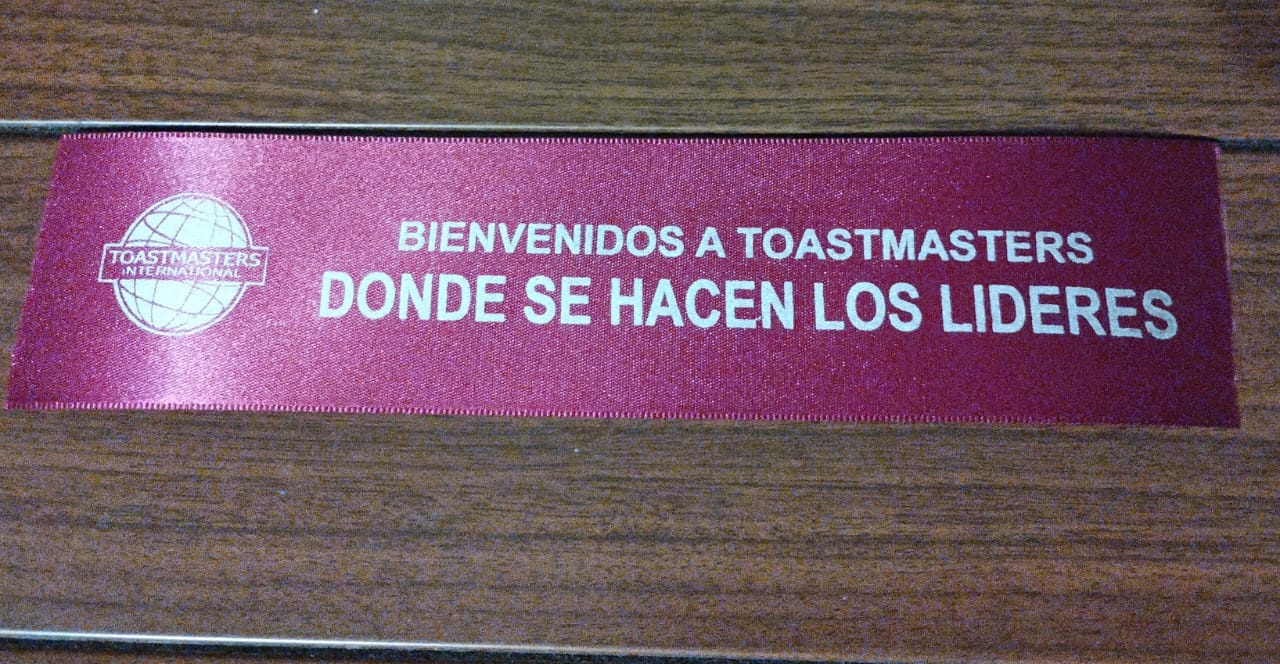 TOASTMASTERS
INTERNATIONAL
BIENVENIDOS A TOASTMASTERS
DONDE SE HACEN LOS LIDERES